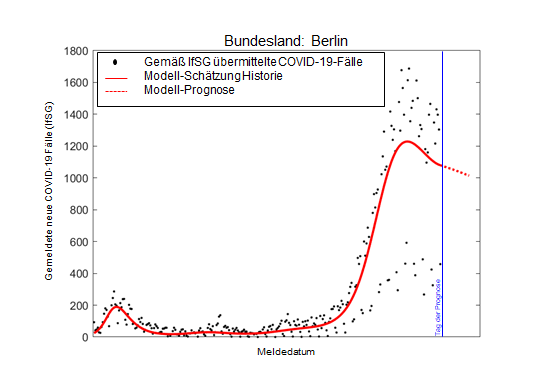 Bundesland: Berlin
Gemäß IfSG übermittelte COVID-19-Fälle
Modell-Schätzung Historie
Modell-Prognose
Gemeldete neue COVID-19 Fälle (IfSG)
1800
1600
1400
1200
1000
800
600
400
200
0
Tag der Prognose
Meldedatum